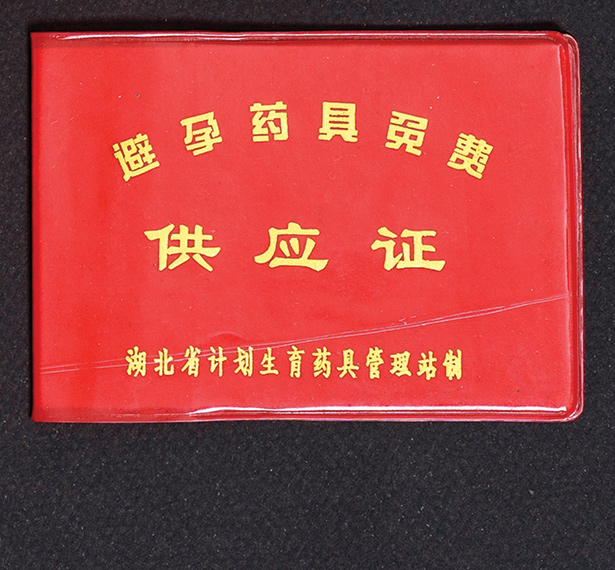 避孕药具免费
供应证
湖北省计划生育药具管理站制